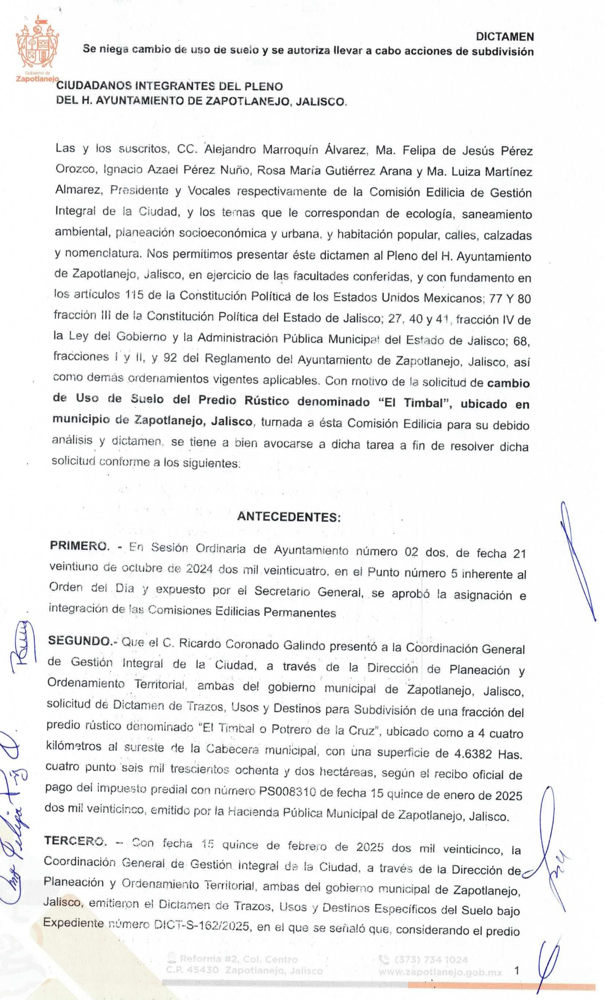 DICTAMEN
Se niega cambio de uso de suelo y se autoriza llevar a cabo acciones de subdivisión
Gobierno de
Zapotlanejo
CIUDADANOS INTEGRANTES DEL PLENO
DEL H. AYUNTAMIENTO DE ZAPOTLANEJO, JALISCO.
Las y los suscritos, CC. Alejandro Marroquín Álvarez, Ma. Felipa de Jesús Pérez
Orozco, Ignacio Azael Pérez Nuño, Rosa María Gutiérrez Arana y Ma. Luiza Martínez
Almarez, Presidente y Vocales respectivamente de la Comisión Edilicia de Gestión
Integral de la Ciudad, y los temas que le correspondan de ecología, saneamiento
ambiental, planeación socioeconómica y urbana, y habitación popular, calles, calzadas
y nomenclatura. Nos permitimos presentar éste dictamen al Pleno del H. Ayuntamiento
de Zapotlanejo, Jalisco, en ejercicio de las facultades conferidas, y con fundamento en
los artículos 115 de la Constitución Política de los Estados Unidos Mexicanos; 77 Y 80
fracción III de la Constitución Política del Estado de Jalisco; 27, 40 y 41, fracción IV de
la Ley del Gobierno y la Administración Pública Municipal del Estado de Jalisco; 68,
fracciones I y II, y 92 del Reglamento del Ayuntamiento de Zapotlanejo, Jalisco, así
como demás ordenamientos vigentes aplicables. Con motivo de la solicitud de cambio
de Uso de Suelo del Predio Rústico denominado “El Timbal”, ubicado en
municipio de Zapotlanejo, Jalisco, turnada a ésta Comisión Edilicia para su debido
análisis y dictamen, se tiene a bien avocarse a dicha tarea a fin de resolver dicha
solicitud conforme a los siguientes:
ANTECEDENTES:
PRIMERO. - En Sesión Ordinaria de Ayuntamiento número 02 dos, de fecha 21
veintiuno de octubre de 2024 dos mil veinticuatro, en el Punto número 5 inherente al
Orden del Día y expuesto por el Secretario General, se aprobó la asignación e
integración de las Comisiones Edilicias Permanentes
SEGUNDO.- Que el C. Ricardo Coronado Galindo presentó a la Coordinación General
de Gestión Integral de la Ciudad, a través de la Dirección de Planeación y
Ordenamiento Territorial, ambas del gobierno municipal de Zapotlanejo, Jalisco,
solicitud de Dictamen de Trazos, Usos y Destinos para Subdivisión de una fracción del
predio rústico denominado “El Timbal o Potrero de la Cruz”, ubicado como a 4 cuatro
kilómetros al sureste de la Cabecera municipal, con una superficie de 4.6382 Has.
cuatro punto seis mil trescientos ochenta y dos hectáreas, según el recibo oficial de
pago del impuesto predial con número PS008310 de fecha 15 quince de enero de 2025
dos mil veinticinco, emitido por la Hacienda Pública Municipal de Zapotlanejo, Jalisco.
TERCERO. – Con fecha 15 quince de febrero de 2025 dos mil veinticinco, la
Coordinación General de Gestión integral de la Ciudad, a través de la Dirección de
Planeación y Ordenamiento Territorial, ambas del gobierno municipal de Zapotlanejo,
Jalisco, emitieron el Dictamen de Trazos, Usos y Destinos Específicos del Suelo bajo
Expediente número DICT-S-162/2025, en el que se señaló que, considerando el predio
Reforma #2, Col. Centro
C.P. 45430 Zapotlanejo, Jalisco
(373) 734 1024
www.zapotlanejo.gob.mx
1